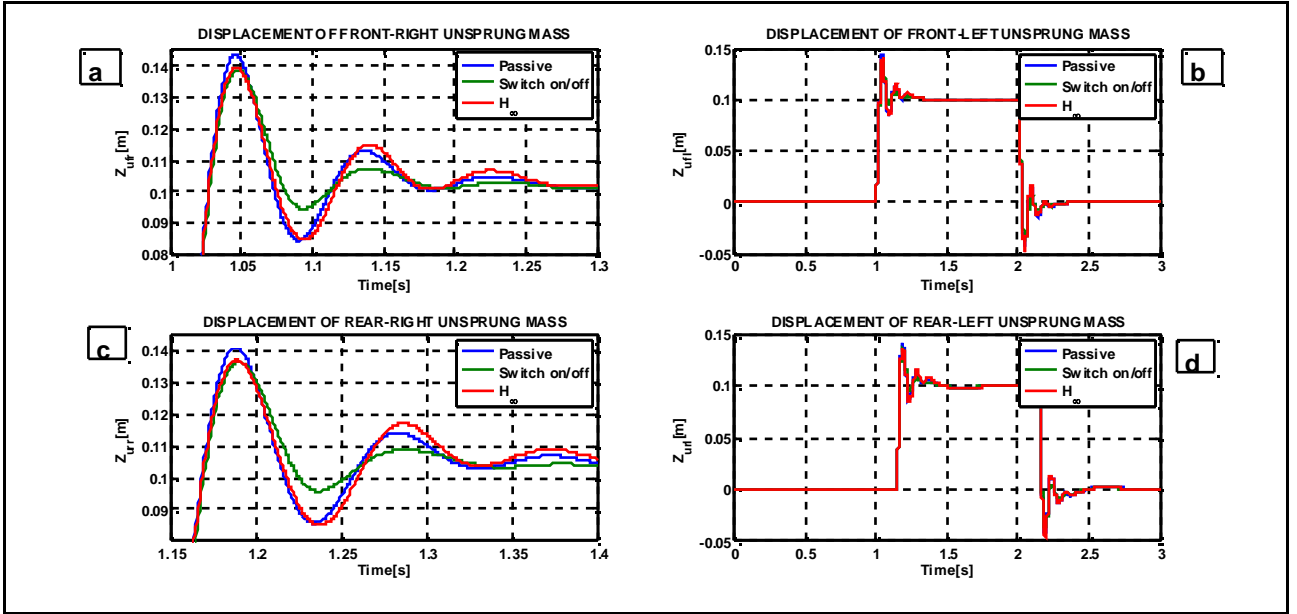 DISPLACEMENT OF FRONT-RIGHT UNSPRUNG MASS
a
Passive
Switch on/off
H∞
0.14
0.13
0.12
0.11
0.1
0.09
0.08
Zufr[m]
1 1.05 1.1 1.15 1.2 1.25 1.3
Time[s]
DISPLACEMENT OF FRONT-LEFT UNSPRUNG MASS
b
Passive
Switch on/off
H∞
0.15
0.1
0.05
0
-0.05
Zufl[m]
0 0.5 1 1.5 2 2.5 3
Time[s]
DISPLACEMENT OF REAR-RIGHT UNSPRUNG MASS
c
Passive
Switch on/off
H∞
0.14
0.13
0.12
0.11
0.1
0.09
Zurr[m]
1.15 1.2 1.25 1.3 1.35 1.4
Time[s]
DISPLACEMENT OF REAR-LEFT UNSPRUNG MASS
d
Passive
Switch on/off
H∞
0.15
0.1
0.05
0
-0.05
Zurl[m]
0 0.5 1 1.5 2 2.5 3
Time[s]